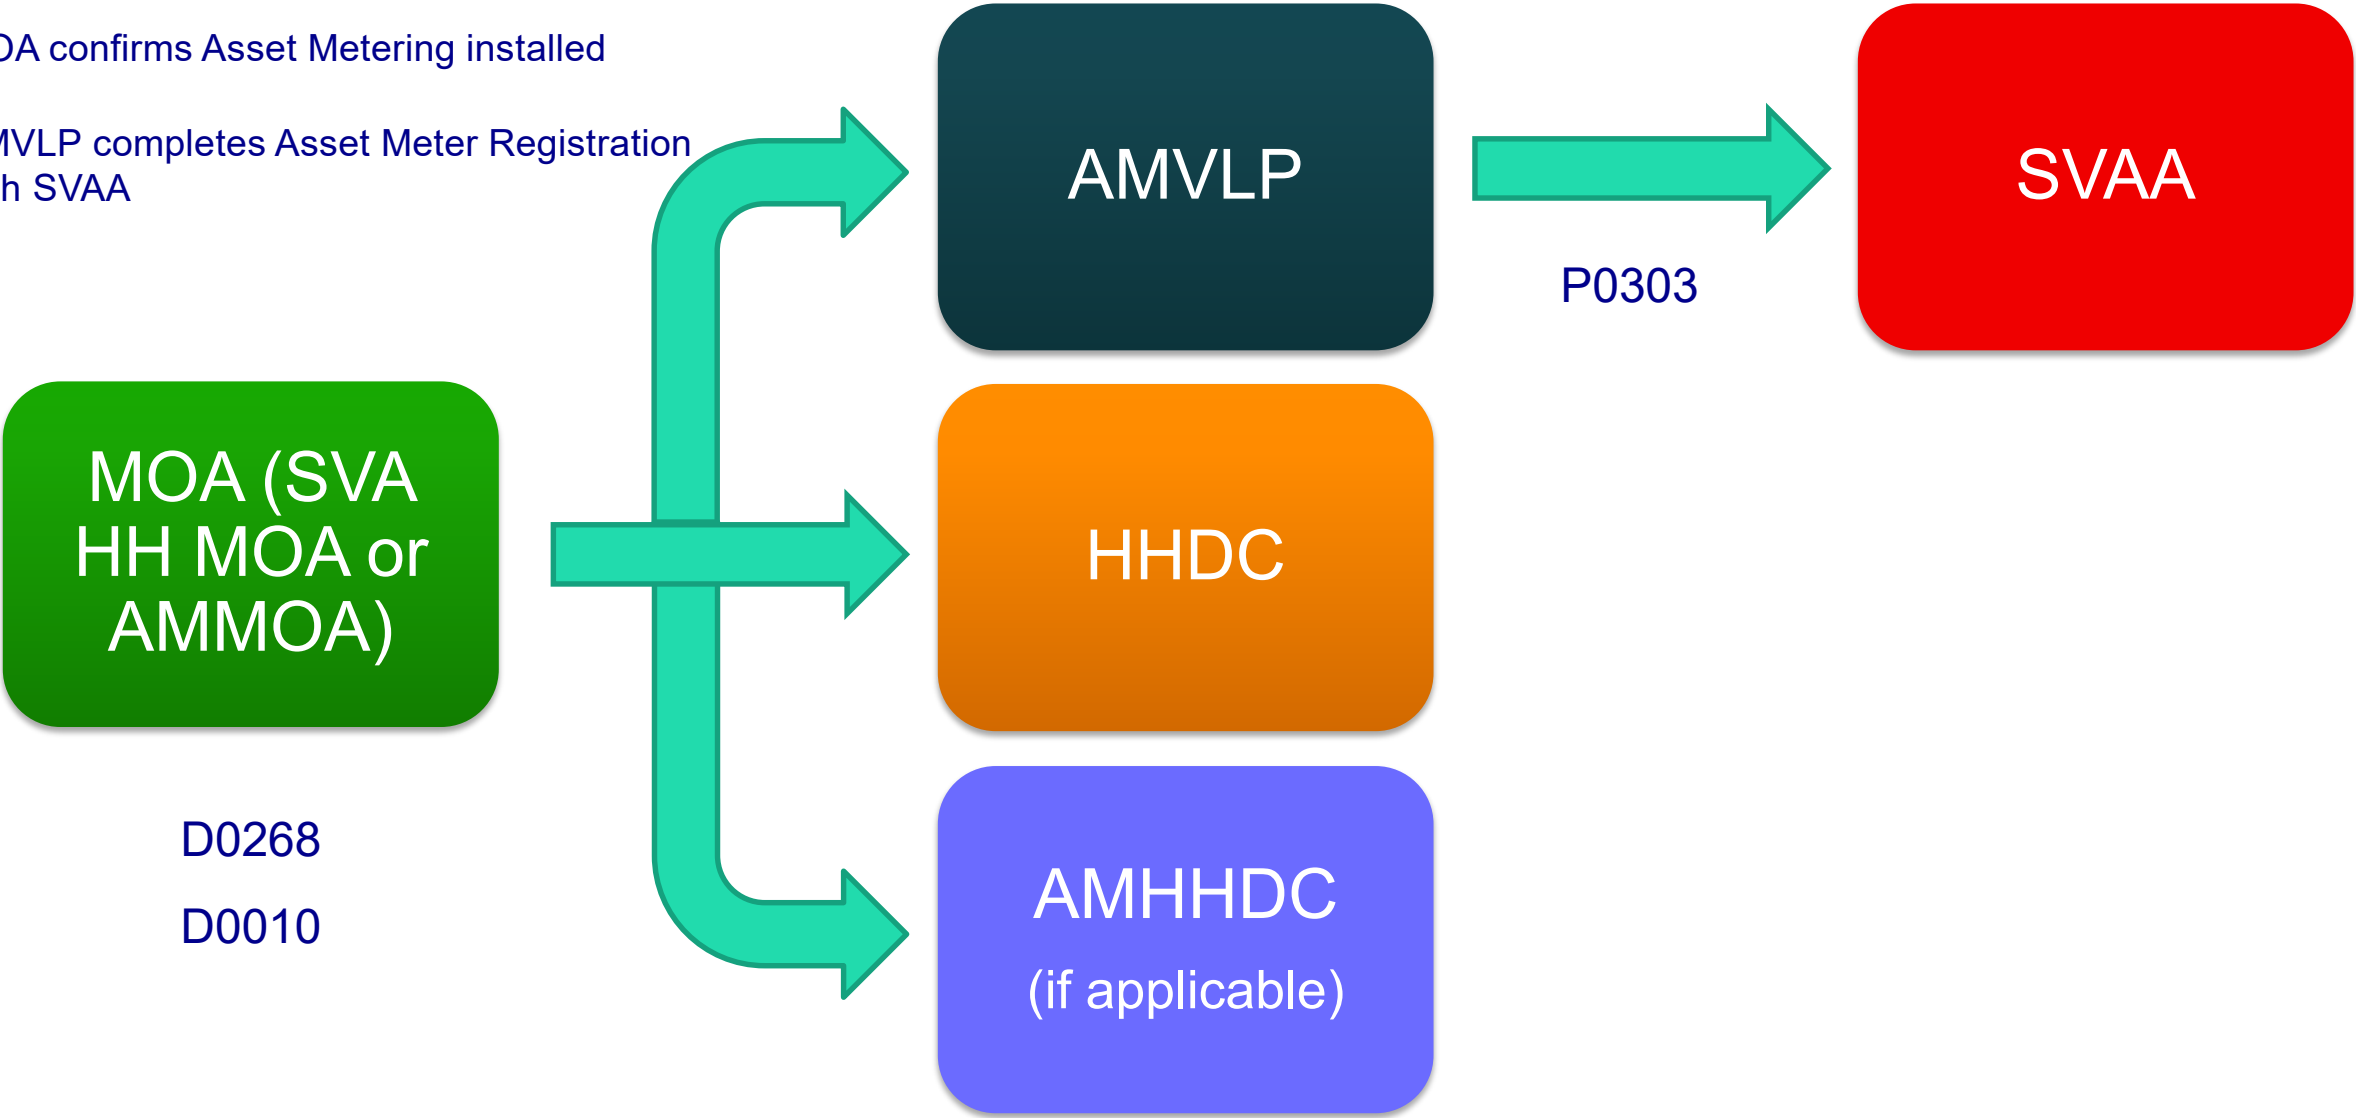 OA confirms Asset Metering installed
MVLP completes Asset Meter Registration
h SVAA
AMVLP
SVAA
P0303
MOA (SVA
HH MOA or
AMMOA)
HHDC
D0268
D0010
AMHHDC
(if applicable)